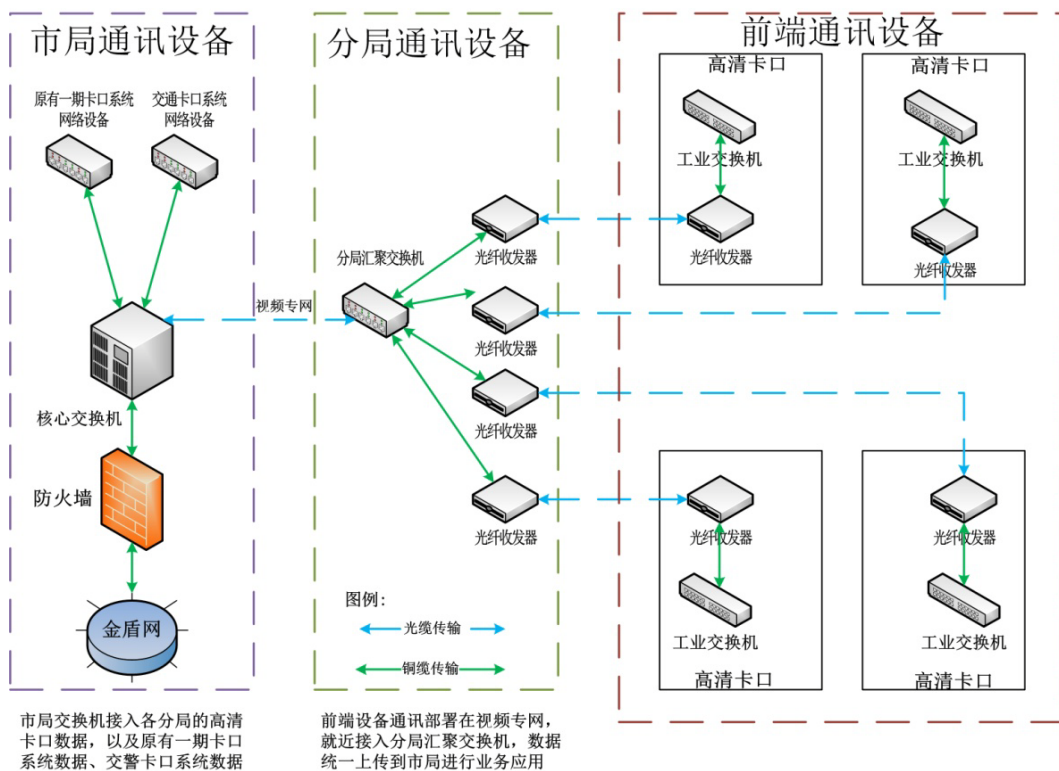 市局通讯设备
原有一期卡口系统
网络设备
交通卡口系统
网络设备
核心交换机
防火墙
金盾网
市局交换机接入各分局的高清
卡口数据，以及原有一期卡口
系统数据、交警卡口系统数据
视频专网
分局通讯设备
分局汇聚交换机
光纤收发器
光纤收发器
光纤收发器
光纤收发器
图例：
光缆传输
铜缆传输
前端设备通讯部署在视频专网，
就近接入分局汇聚交换机，数据
统一上传到市局进行业务应用
前端通讯设备
高清卡口
工业交换机
光纤收发器
高清卡口
工业交换机
光纤收发器
光纤收发器
工业交换机
高清卡口
光纤收发器
工业交换机
高清卡口